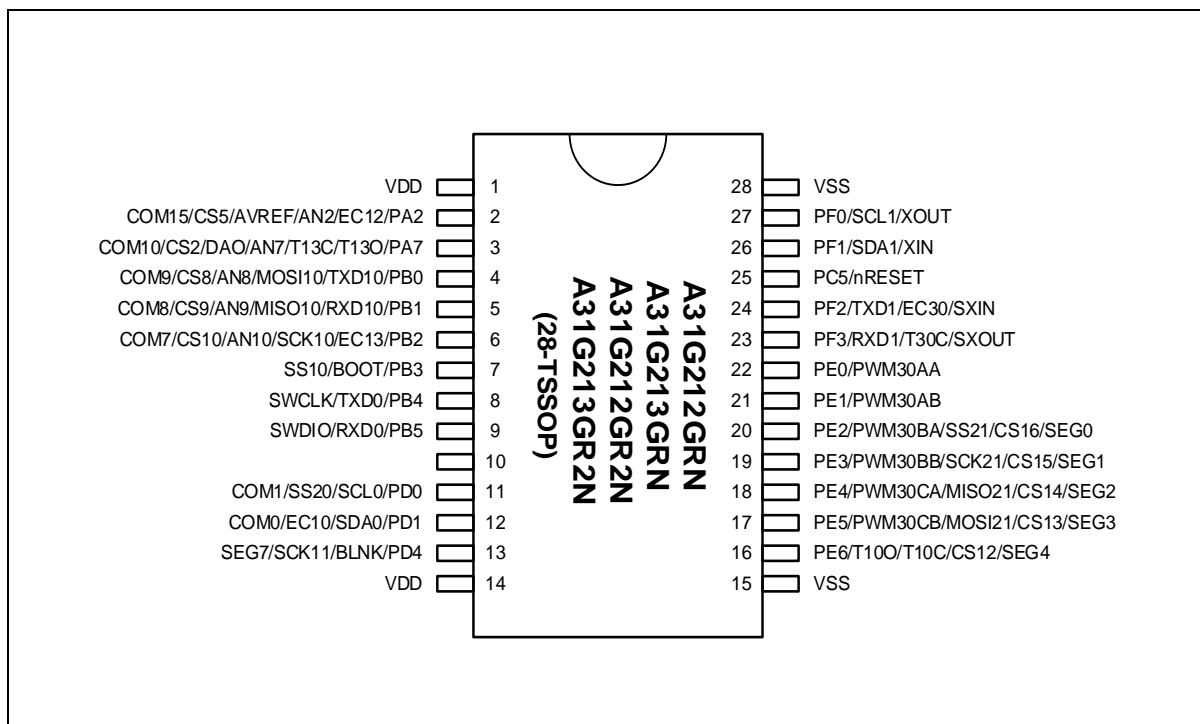 VDD 1
COM15/CS5/AVREF/AN2/EC12/PA2 2
COM10/CS2/DAO/AN7/T13C/T13O/PA7 3
COM9/CS8/AN8/MOSI10/TXD10/PB0 4
COM8/CS9/AN9/MISO10/RXD10/PB1 5
COM7/CS10/AN10/SCK10/EC13/PB2 6
SS10/BOOT/PB3 7
SWCLK/TXD0/PB4 8
SWDIO/RXD0/PB5 9
10
COM1/SS20/SCL0/PD0 11
COM0/EC10/SDA0/PD1 12
SEG7/SCK11/BLNK/PD4 13
VDD 14
A31G212GRN
A31G213GRN
A31G212GR2N
A31G213GR2N
(28-TSSOP)
28 VSS
27 PF0/SCL1/XOUT
26 PF1/SDA1/XIN
25 PC5/nRESET
24 PF2/TXD1/EC30/SXIN
23 PF3/RXD1/T30C/SXOUT
22 PE0/PWM30AA
21 PE1/PWM30AB
20 PE2/PWM30BA/SS21/CS16/SEG0
19 PE3/PWM30BB/SCK21/CS15/SEG1
18 PE4/PWM30CA/MISO21/CS14/SEG2
17 PE5/PWM30CB/MOSI21/CS13/SEG3
16 PE6/T10O/T10C/CS12/SEG4
15 VSS